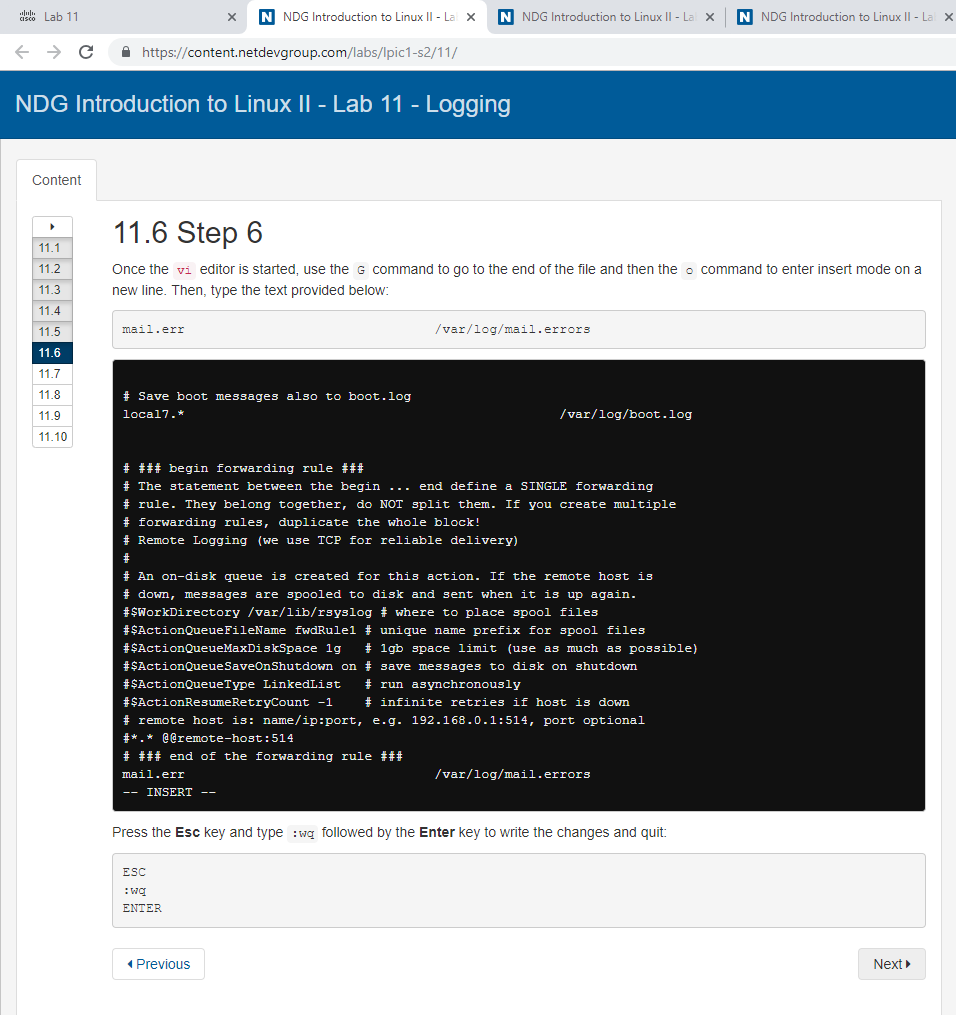 cisco Lab 11
NDG Introduction to Linux II - La
NDG Introduction to Linux II - La
NDG Introduction to Linux II - La
https://content.netdevgroup.com/labs/lpic1-s2/11/
NDG Introduction to Linux II - Lab 11 - Logging
Content
11.1
11.2
11.3
11.4
11.5
11.6
11.7
11.8
11.9
11.10
11.6 Step 6
Once the vi editor is started, use the G command to go to the end of the file and then the o command to enter insert mode on a
new line. Then, type the text provided below:
mail.err                                /var/log/mail.errors
# Save boot messages also to boot.log
local7.*                                                /var/log/boot.log
# ### begin forwarding rule ###
# The statement between the begin ... end define a SINGLE forwarding
# rule. They belong together, do NOT split them. If you create multiple
# forwarding rules, duplicate the whole block!
# Remote Logging (we use TCP for reliable delivery)
#
# An on-disk queue is created for this action. If the remote host is
# down, messages are spooled to disk and sent when it is up again.
#$WorkDirectory /var/lib/rsyslog # where to place spool files
#$ActionQueueFileName fwdRule1 # unique name prefix for spool files
#$ActionQueueMaxDiskSpace 1g   # 1gb space limit (use as much as possible)
#$ActionQueueSaveOnShutdown on # save messages to disk on shutdown
#$ActionQueueType LinkedList   # run asynchronously
#$ActionResumeRetryCount -1    # infinite retries if host is down
# remote host is: name/ip:port, e.g. 192.168.0.1:514, port optional
#*.* @@remote-host:514
# ### end of the forwarding rule ###
mail.err                                /var/log/mail.errors
-- INSERT --
Press the Esc key and type :wq followed by the Enter key to write the changes and quit:
ESC
:wq
ENTER
Previous
Next